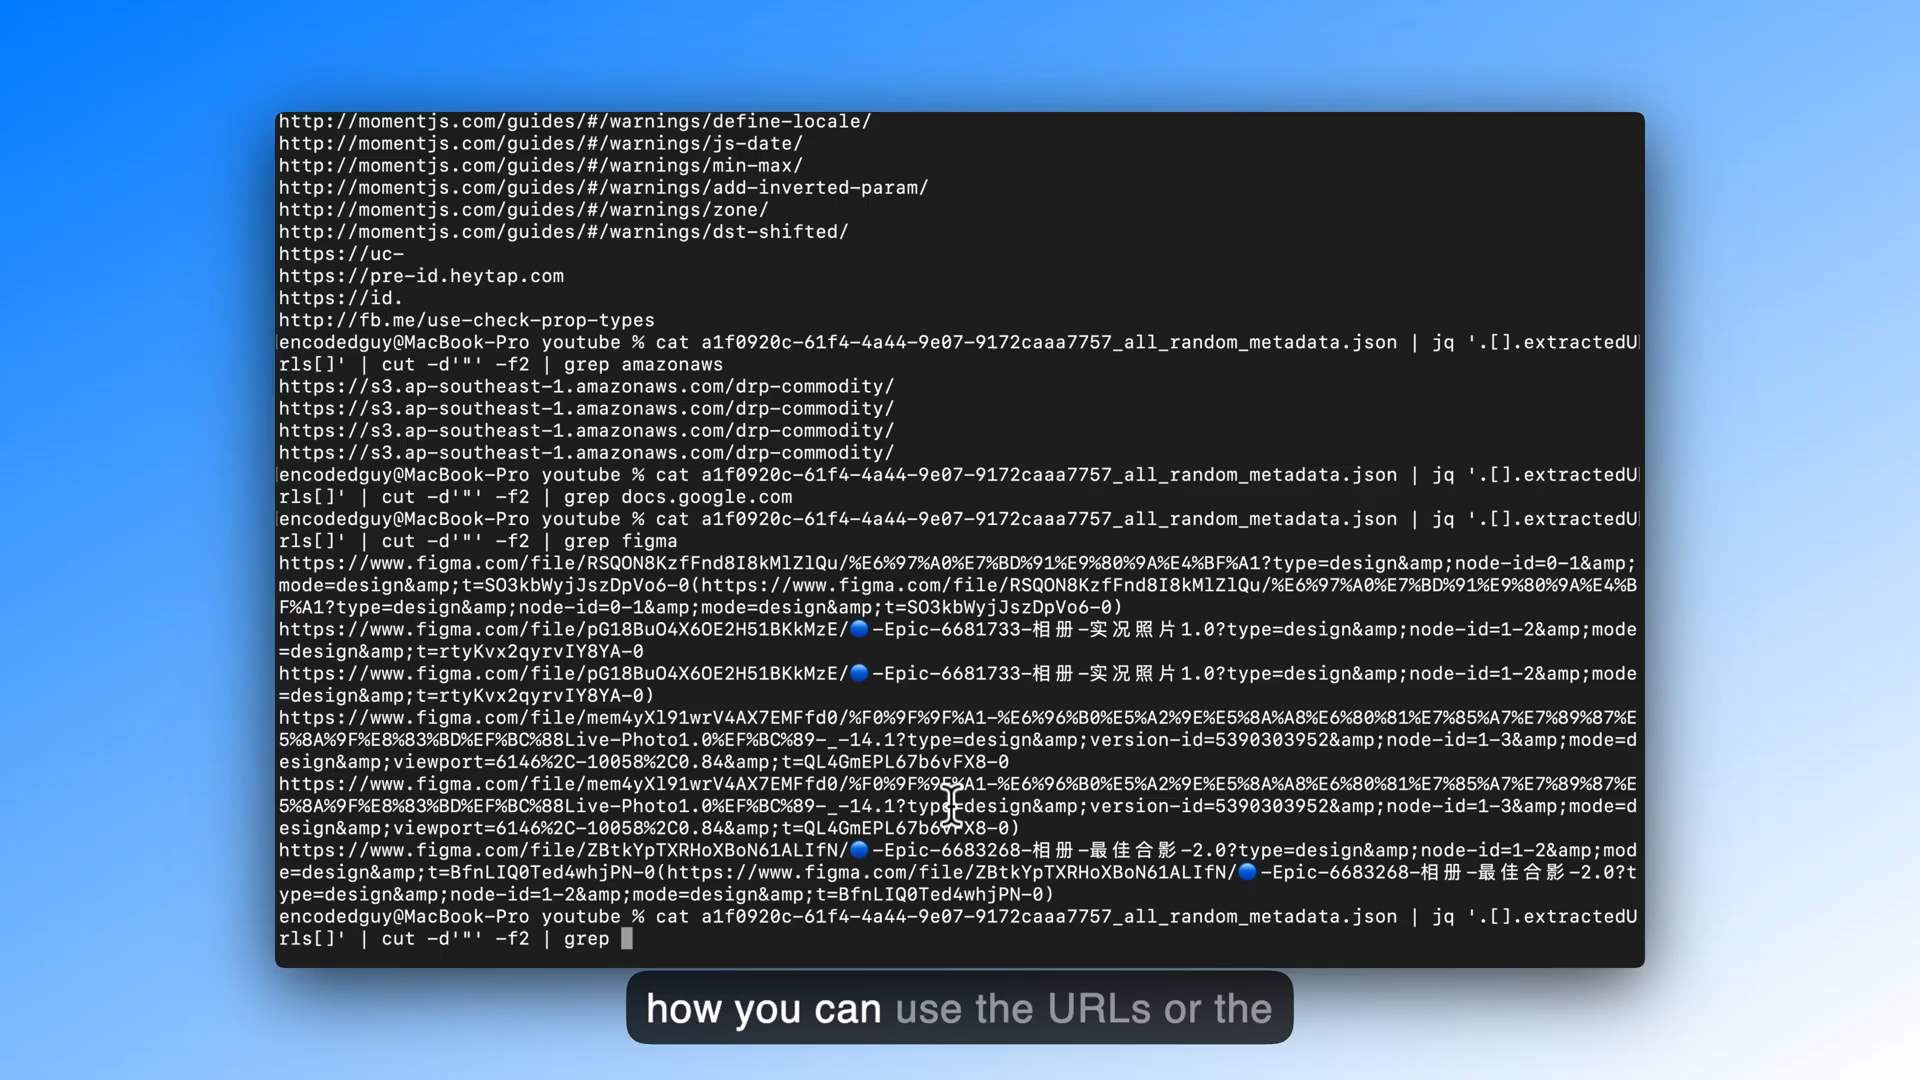 http://momentjs.com/guides/#/warnings/define-locale/
http://momentjs.com/guides/#/warnings/js-date/
http://momentjs.com/guides/#/warnings/min-max/
http://momentjs.com/guides/#/warnings/add-inverted-param/
http://momentjs.com/guides/#/warnings/zone/
http://momentjs.com/guides/#/warnings/dst-shifted/
https://uc-
https://pre-id.heytap.com
https://id.
http://fb.me/use-check-prop-types
encodedguy@MacBook-Pro youtube % cat a1f0920c-61f4-4a44-9e07-9172caaa7757_all_random_metadata.json | jq '.[].extractedU
rls[]' | cut -d'"' -f2 | grep amazonaws
https://s3.ap-southeast-1.amazonaws.com/drp-commodity/
https://s3.ap-southeast-1.amazonaws.com/drp-commodity/
https://s3.ap-southeast-1.amazonaws.com/drp-commodity/
https://s3.ap-southeast-1.amazonaws.com/drp-commodity/
encodedguy@MacBook-Pro youtube % cat a1f0920c-61f4-4a44-9e07-9172caaa7757_all_random_metadata.json | jq '.[].extractedU
rls[]' | cut -d'"' -f2 | grep docs.google.com
encodedguy@MacBook-Pro youtube % cat a1f0920c-61f4-4a44-9e07-9172caaa7757_all_random_metadata.json | jq '.[].extractedU
rls[]' | cut -d'"' -f2 | grep figma
https://www.figma.com/file/RSQON8KzfFnd8I8kMlZlQu/%E6%97%A0%E7%BD%91%E9%80%9A%E4%BF%A1?type=design&amp;node-id=0-1&amp;
mode=design&amp;t=SO3kbWyjJszDpVo6-0(https://www.figma.com/file/RSQON8KzfFnd8I8kMlZlQu/%E6%97%A0%E7%BD%91%E9%80%9A%E4%B
F%A1?type=design&amp;node-id=0-1&amp;mode=design&amp;t=SO3kbWyjJszDpVo6-0)
https://www.figma.com/file/pG18BuO4X6OE2H51BKkMzE/🔵-Epic-6681733-相册-实况照片1.0?type=design&amp;node-id=1-2&amp;mode
=design&amp;t=rtyKvx2qyrvIY8YA-0
https://www.figma.com/file/pG18BuO4X6OE2H51BKkMzE/🔵-Epic-6681733-相册-实况照片1.0?type=design&amp;node-id=1-2&amp;mode
=design&amp;t=rtyKvx2qyrvIY8YA-0)
https://www.figma.com/file/mem4yXl91wrV4AX7EMFfd0/%F0%9F%9F%A1-%E6%96%B0%E5%A2%9E%E5%8A%A8%E6%80%81%E7%85%A7%E7%89%87%E
5%8A%9F%E8%83%BD%EF%BC%88Live-Photo1.0%EF%BC%89-_-14.1?type=design&amp;version-id=5390303952&amp;node-id=1-3&amp;mode=d
esign&amp;viewport=6146%2C-10058%2C0.84&amp;t=QL4GmEPL67b6vFX8-0
https://www.figma.com/file/mem4yXl91wrV4AX7EMFfd0/%F0%9F%9F%A1-%E6%96%B0%E5%A2%9E%E5%8A%A8%E6%80%81%E7%85%A7%E7%89%87%E
5%8A%9F%E8%83%BD%EF%BC%88Live-Photo1.0%EF%BC%89-_-14.1?type=design&amp;version-id=5390303952&amp;node-id=1-3&amp;mode=d
esign&amp;viewport=6146%2C-10058%2C0.84&amp;t=QL4GmEPL67b6vFX8-0)
https://www.figma.com/file/ZBtkYpTXRHoXBoN61ALIfN/🔵-Epic-6683268-相册-最佳合影-2.0?type=design&amp;node-id=1-2&amp;mod
e=design&amp;t=BfnLIQ0Ted4whjPN-0(https://www.figma.com/file/ZBtkYpTXRHoXBoN61ALIfN/🔵-Epic-6683268-相册-最佳合影-2.0?t
ype=design&amp;node-id=1-2&amp;mode=design&amp;t=BfnLIQ0Ted4whjPN-0)
encodedguy@MacBook-Pro youtube % cat a1f0920c-61f4-4a44-9e07-9172caaa7757_all_random_metadata.json | jq '.[].extractedU
rls[]' | cut -d'"' -f2 | grep
how you can use the URLs or the